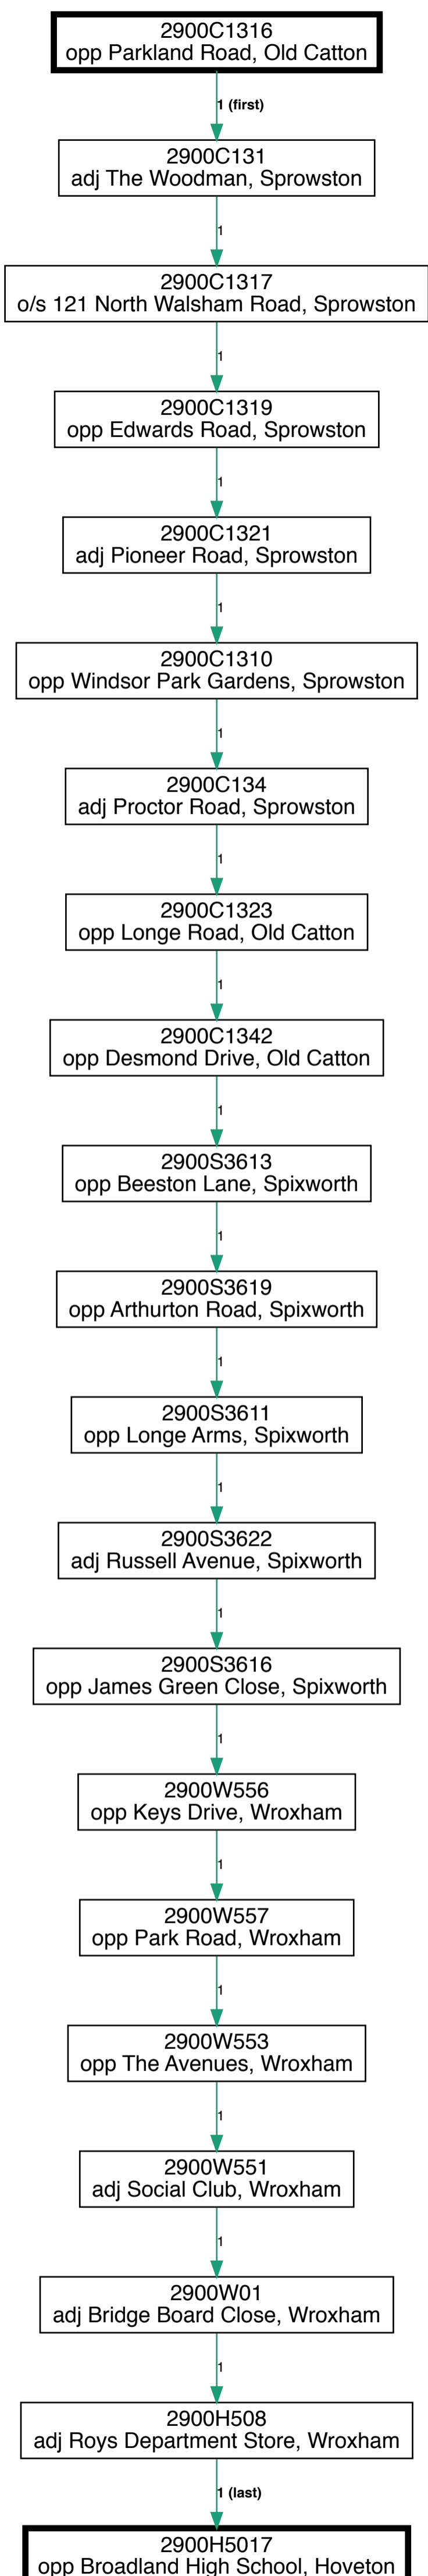 2900C1316
opp Parkland Road, Old Catton
1 (first)
2900C131
adj The Woodman, Sprowston
1
2900C1317
o/s 121 North Walsham Road, Sprowston
1
2900C1319
opp Edwards Road, Sprowston
1
2900C1321
adj Pioneer Road, Sprowston
1
2900C1310
opp Windsor Park Gardens, Sprowston
1
2900C134
adj Proctor Road, Sprowston
1
2900C1323
opp Longe Road, Old Catton
1
2900C1342
opp Desmond Drive, Old Catton
1
2900S3613
opp Beeston Lane, Spixworth
1
2900S3619
opp Arthurton Road, Spixworth
1
2900S3611
opp Longe Arms, Spixworth
1
2900S3622
adj Russell Avenue, Spixworth
1
2900S3616
opp James Green Close, Spixworth
1
2900W556
opp Keys Drive, Wroxham
1
2900W557
opp Park Road, Wroxham
1
2900W553
opp The Avenues, Wroxham
1
2900W551
adj Social Club, Wroxham
1
2900W01
adj Bridge Board Close, Wroxham
1
2900H508
adj Roys Department Store, Wroxham
1 (last)
2900H5017
opp Broadland High School, Hoveton